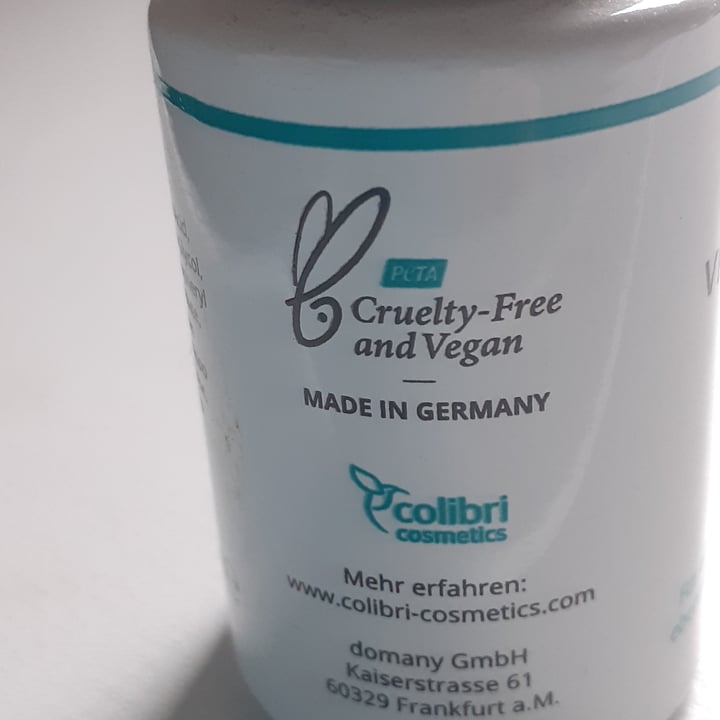 PETA
Cruelty-Free
and Vegan
MADE IN GERMANY
colibri
cosmetics
Mehr erfahren:
www.colibri-cosmetics.com
domany GmbH
Kaiserstrasse 61
60329 Frankfurt a.M.